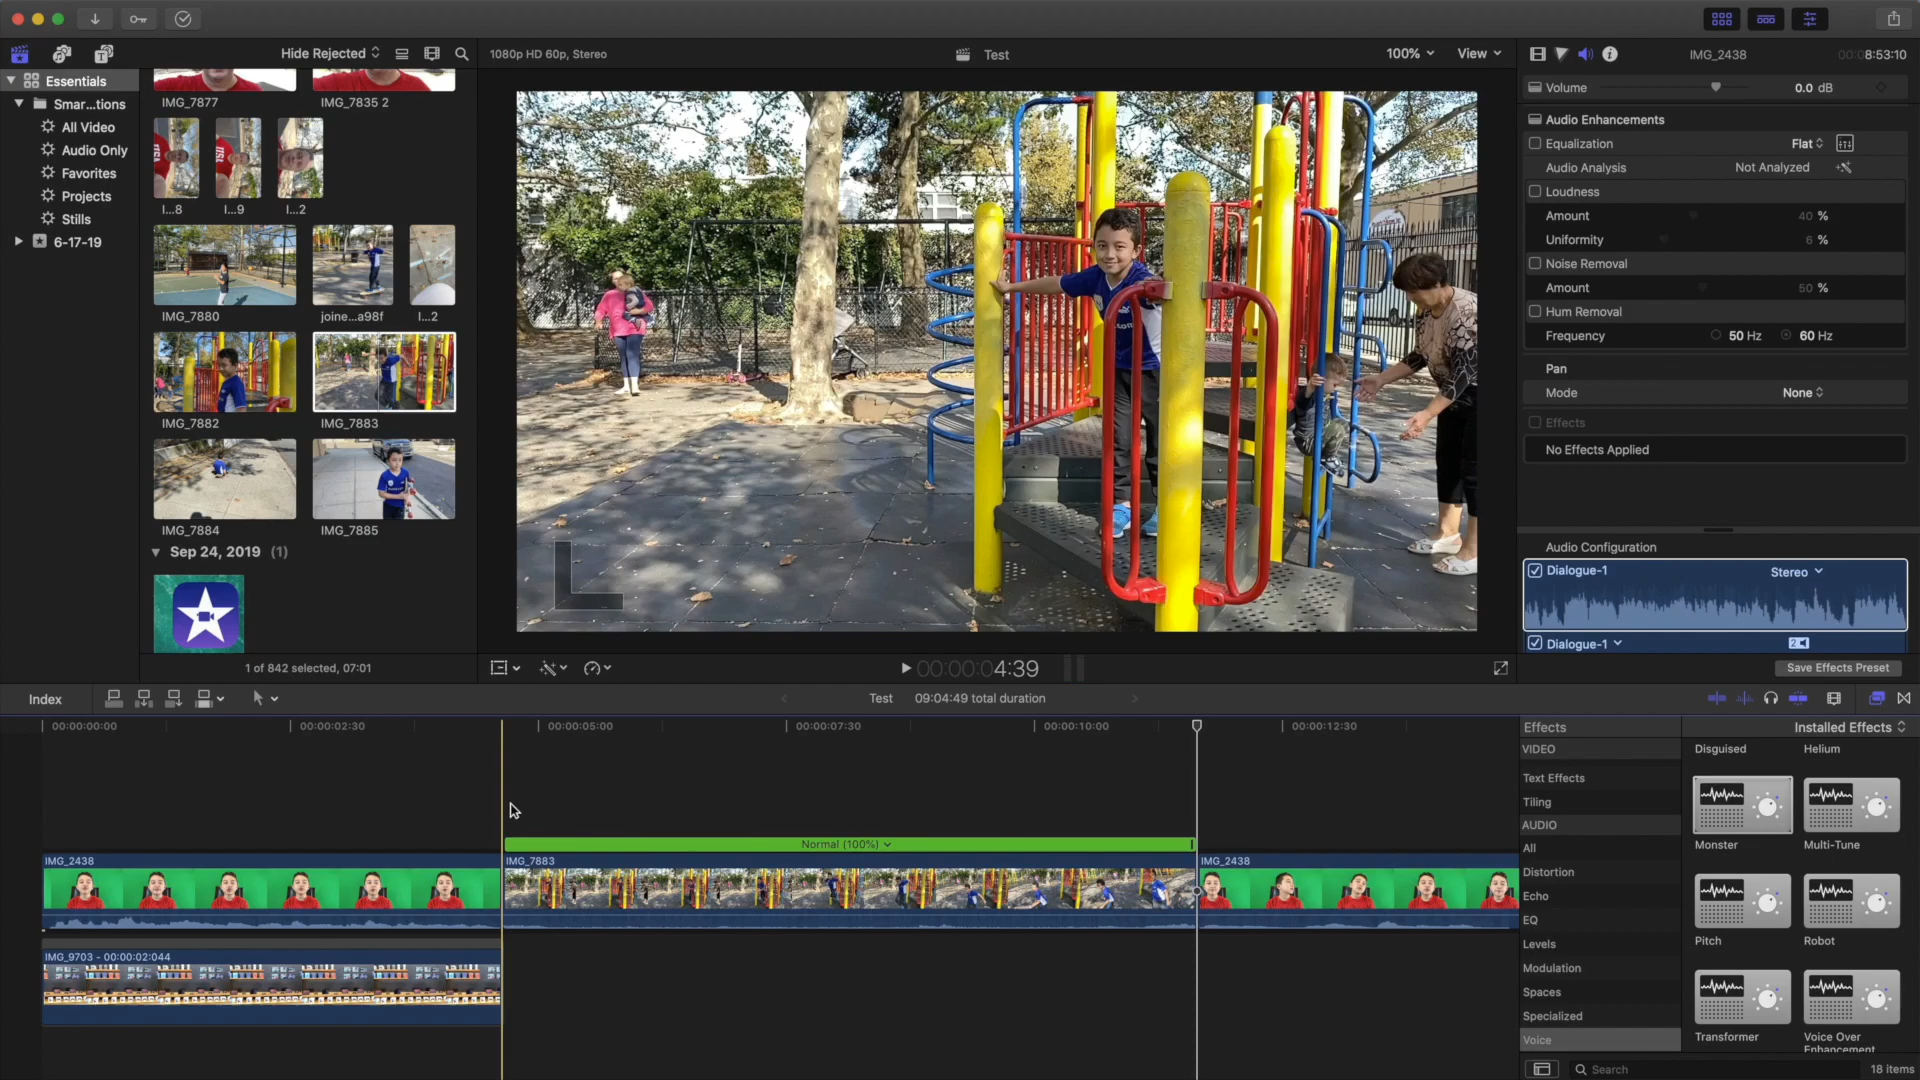 Hide Rejected
1080p HD 60p, Stereo
Test
100%
View
IMG_2438
00:00:08:53:10
Essentials
Smar...tions
All Video
Audio Only
Favorites
Projects
Stills
6-17-19
IMG_7877
IMG_7835 2
I...8
I...9
I...2
IMG_7880
joine...a98f
I...2
IMG_7882
IMG_7883
IMG_7884
IMG_7885
Sep 24, 2019 (1)
1 of 842 selected, 07:01
00:00:04:39
Volume
0.0 dB
Audio Enhancements
Equalization
Flat
Audio Analysis
Not Analyzed
Loudness
Amount
40 %
Uniformity
6 %
Noise Removal
Amount
50 %
Hum Removal
Frequency
50 Hz
60 Hz
Pan
Mode
None
Effects
No Effects Applied
Audio Configuration
Dialogue-1
Stereo
Dialogue-1
2
Save Effects Preset
Index
Test
09:04:49 total duration
00:00:00:00
00:00:02:30
00:00:05:00
00:00:07:30
00:00:10:00
00:00:12:30
Normal (100%)
IMG_2438
IMG_7883
IMG_2438
IMG_9703 - 00:00:02:044
Effects
Installed Effects
VIDEO
Text Effects
Tiling
AUDIO
All
Distortion
Echo
EQ
Levels
Modulation
Spaces
Specialized
Voice
Disguised
Helium
Monster
Multi-Tune
Pitch
Robot
Transformer
Voice Over
Enhancement
Search
18 items